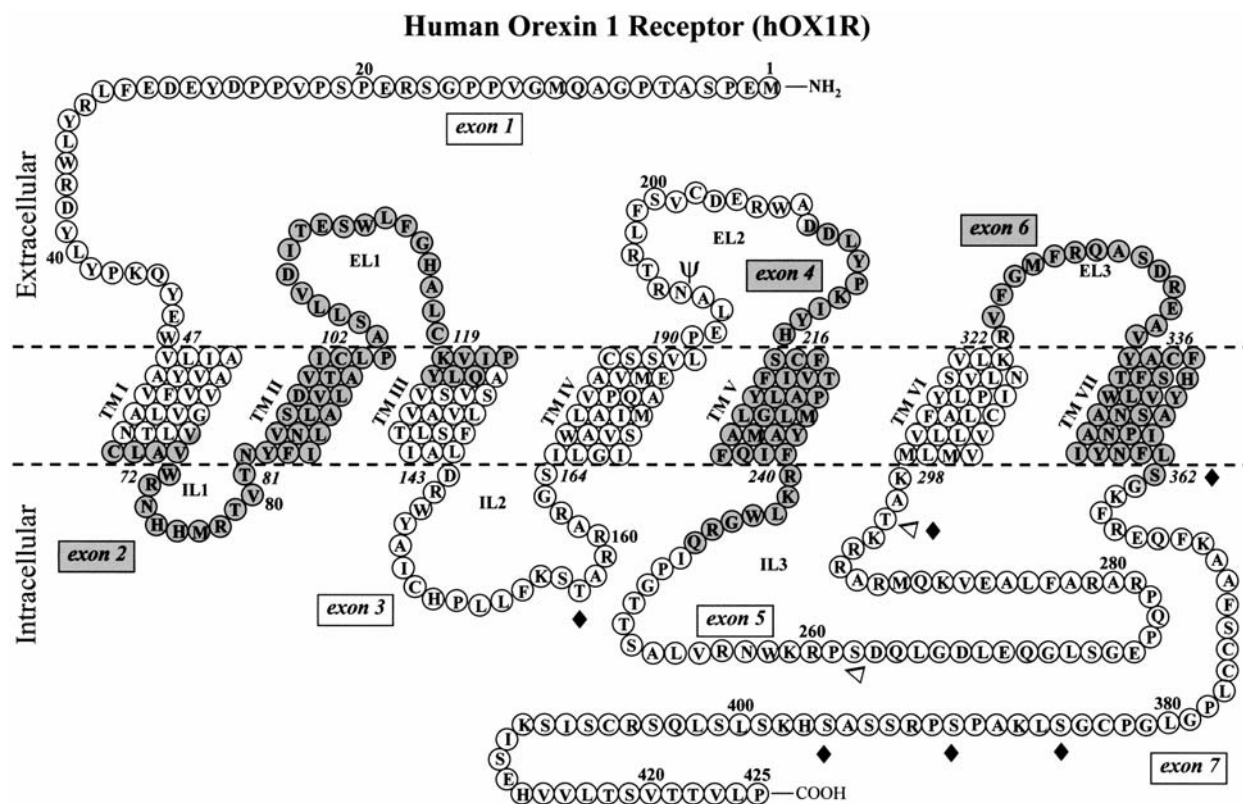 Human Orexin 1 Receptor (hOX1R)
20
1
R L F E D E Y D P P V P S P E R S G P P V G M Q A G P T A S P E M NH2
exon 1
Extracellular
Y L W R D Y L Y P K Q Y E W
40
47
TM I
V L I A
A Y V A
V F V V
A L V G
N T L V
C L A V
72
W R N H H M R T V T N
IL1
80
81
exon 2
TM II
102
I C L P
V T A
D V L
S L A
V N L
Y F I
A S L L V D I T E S W L F G H A L C
EL1
119
TM III
K V I P
Y L Q A
V S V S
V A V L
T L S F
L A I
143
D R W Y A I C H P L L F K S T A R R A R G S
IL2
160
exon 3
164
TM IV
C S S V L
A V M E
V P Q A
L A I M
W A V S
I L G I
190
P E L A N R T R L F S V C D E R W A D D L Y P K I Y H
Ψ
200
EL2
exon 4
216
TM V
S C F
F I V T
Y L A P
L G L M
A M A Y
F Q I F
240
R K L W G R Q I P G T T S A L V R N W K R P S D Q L G D L E Q G L S G E P Q P R A R A F L A E V K Q M R A R R K T A K
IL3
exon 5
260
280
298
TM VI
V L K
S V L N
Y L P I
F A L C
V L L V
M L M V
322
R V F G M F R Q A S D R E A V
EL3
exon 6
336
TM VII
Y A C F
T F S H
W L V Y
A N S A
N A P I
I Y N F L
362
S G K F R E Q F K A A F S C C L P G L G P C G S L K A P S P R S S A S H K S L S L Q S R C S I S K I S E H V V L T S V T T V L P COOH
380
400
420
425
exon 7
Intracellular